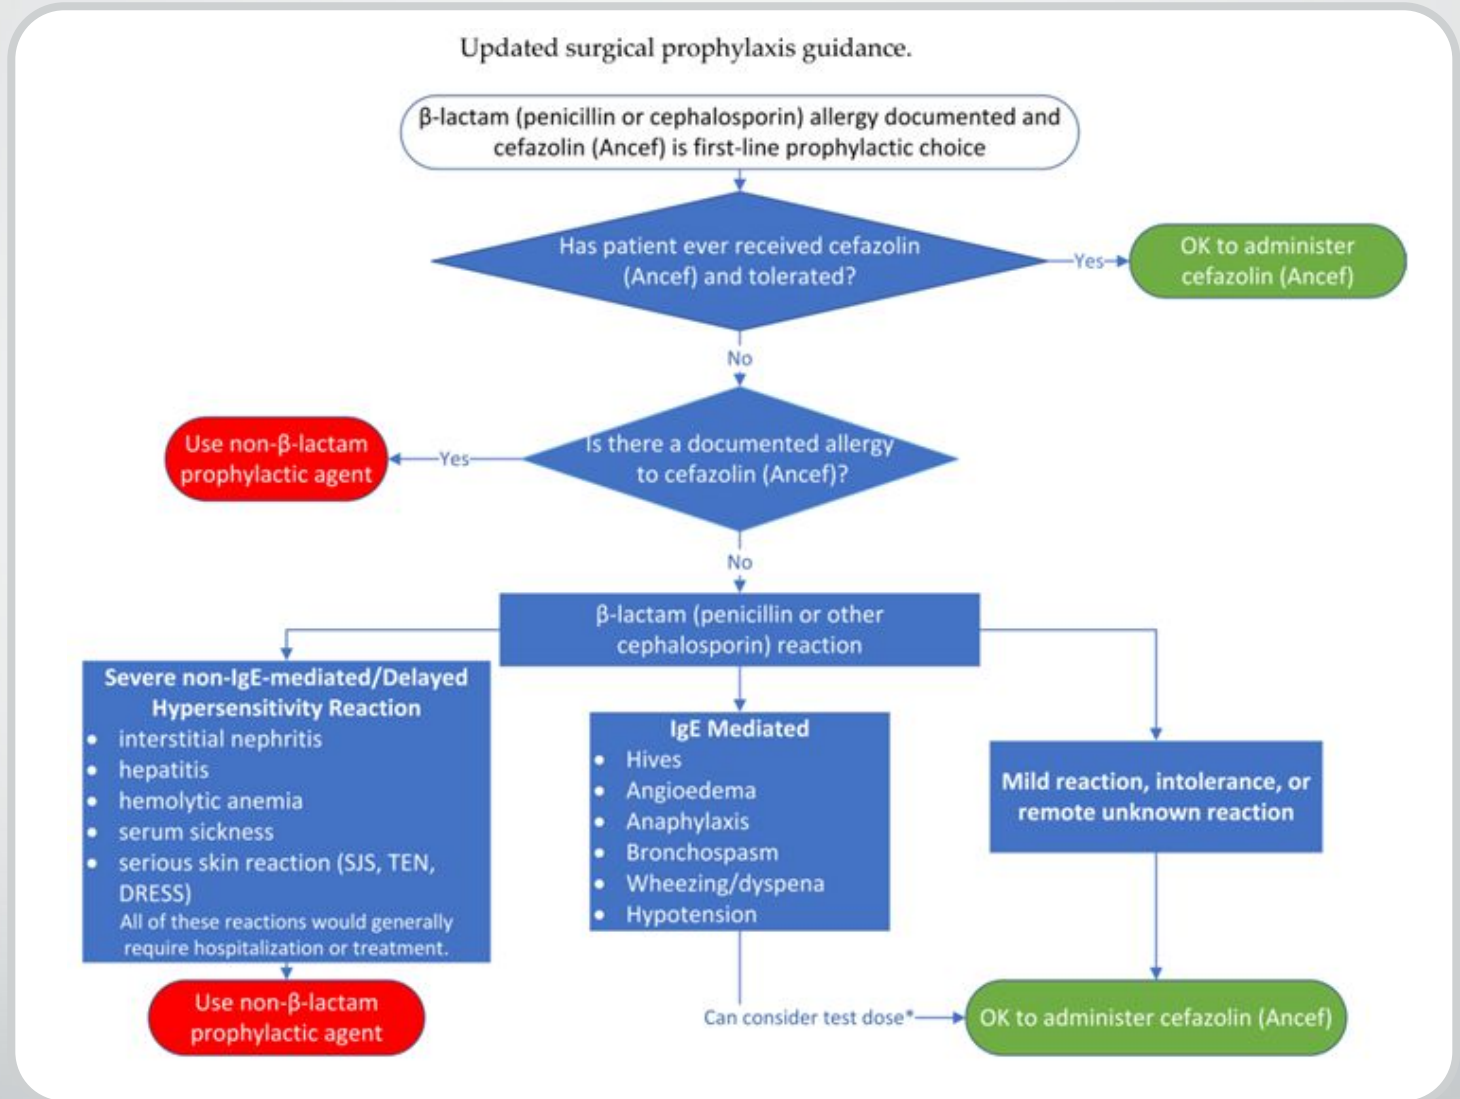 Updated surgical prophylaxis guidance.
β-lactam (penicillin or cephalosporin) allergy documented and
cefazolin (Ancef) is first-line prophylactic choice
Has patient ever received cefazolin
(Ancef) and tolerated?
Yes
OK to administer
cefazolin (Ancef)
No
Is there a documented allergy
to cefazolin (Ancef)?
Yes
Use non-β-lactam
prophylactic agent
No
β-lactam (penicillin or other
cephalosporin) reaction
Severe non-IgE-mediated/Delayed
Hypersensitivity Reaction
• interstitial nephritis
• hepatitis
• hemolytic anemia
• serum sickness
• serious skin reaction (SJS, TEN,
DRESS)
All of these reactions would generally
require hospitalization or treatment.
Use non-β-lactam
prophylactic agent
IgE Mediated
• Hives
• Angioedema
• Anaphylaxis
• Bronchospasm
• Wheezing/dyspena
• Hypotension
Can consider test dose*
Mild reaction, intolerance, or
remote unknown reaction
OK to administer cefazolin (Ancef)